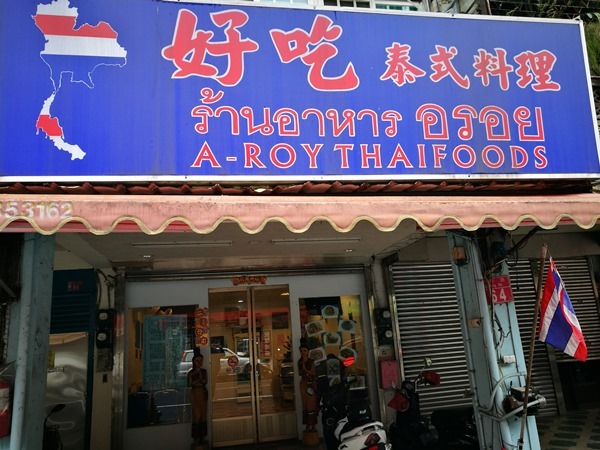 好吃 泰式料理
ร้านอาหาร อรอย
A-ROY THAIFOODS
53162